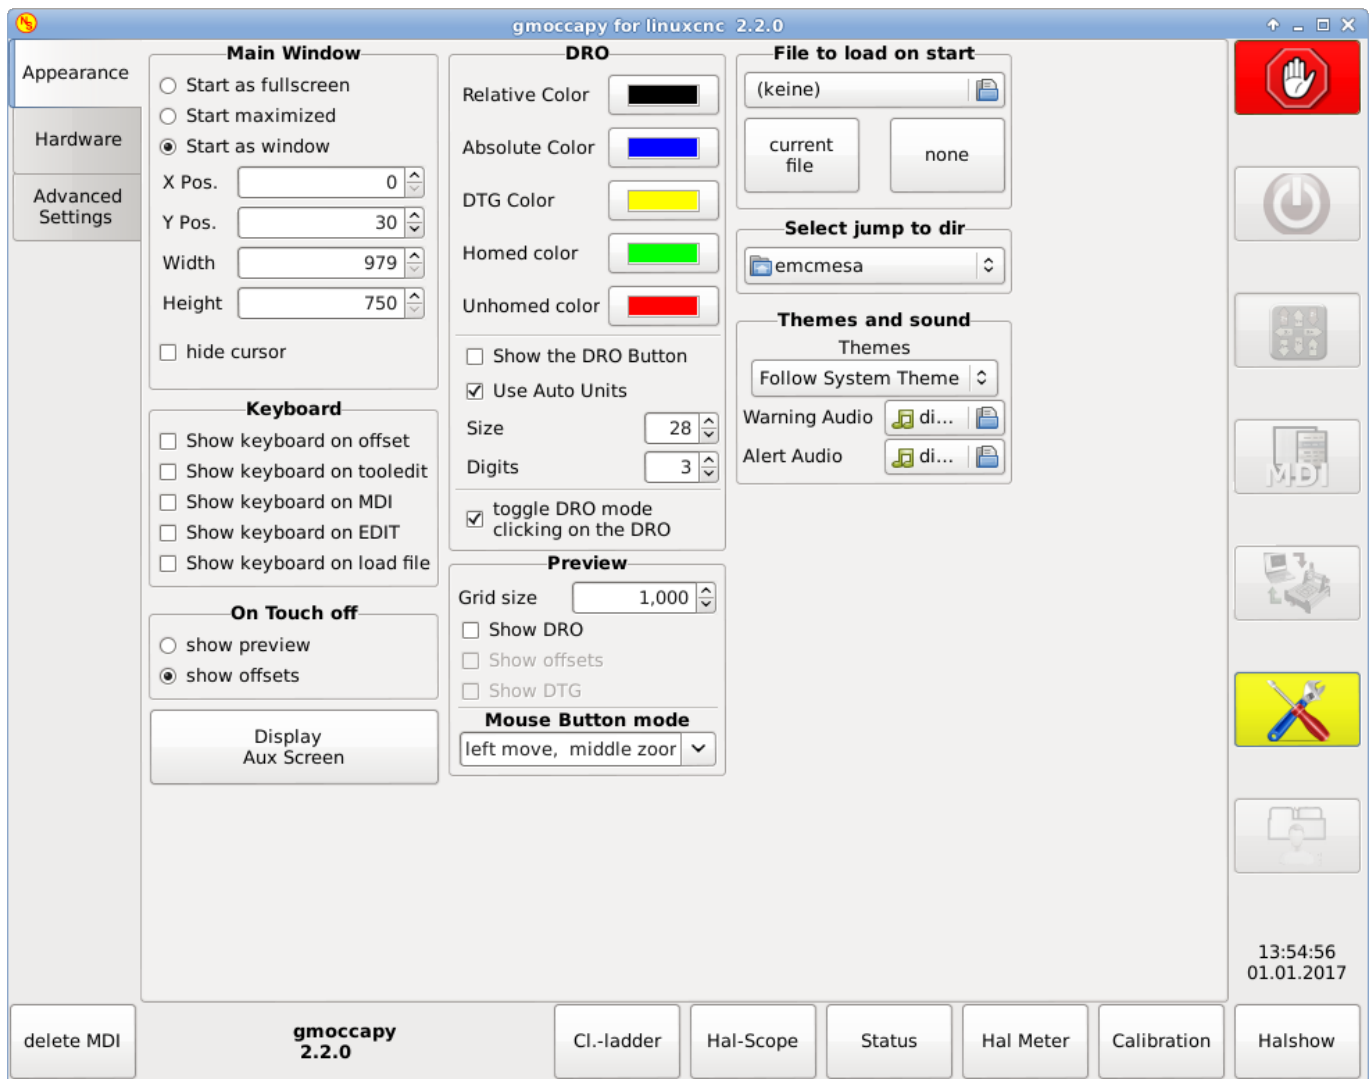 gmoccapy for linuxcnc 2.2.0
Appearance
Hardware
Advanced
Settings
Main Window
Start as fullscreen
Start maximized
Start as window
X Pos. 0
Y Pos. 30
Width 979
Height 750
hide cursor
Keyboard
Show keyboard on offset
Show keyboard on tooledit
Show keyboard on MDI
Show keyboard on EDIT
Show keyboard on load file
On Touch off
show preview
show offsets
Display
Aux Screen
DRO
Relative Color
Absolute Color
DTG Color
Homed color
Unhomed color
Show the DRO Button
Use Auto Units
Size 28
Digits 3
toggle DRO mode
clicking on the DRO
Preview
Grid size 1,000
Show DRO
Show offsets
Show DTG
Mouse Button mode
left move, middle zoor
File to load on start
(keine)
current
file
none
Select jump to dir
emcmesa
Themes and sound
Themes
Follow System Theme
Warning Audio di...
Alert Audio di...
MDI
13:54:56
01.01.2017
delete MDI
gmoccapy
2.2.0
Cl.-ladder
Hal-Scope
Status
Hal Meter
Calibration
Halshow